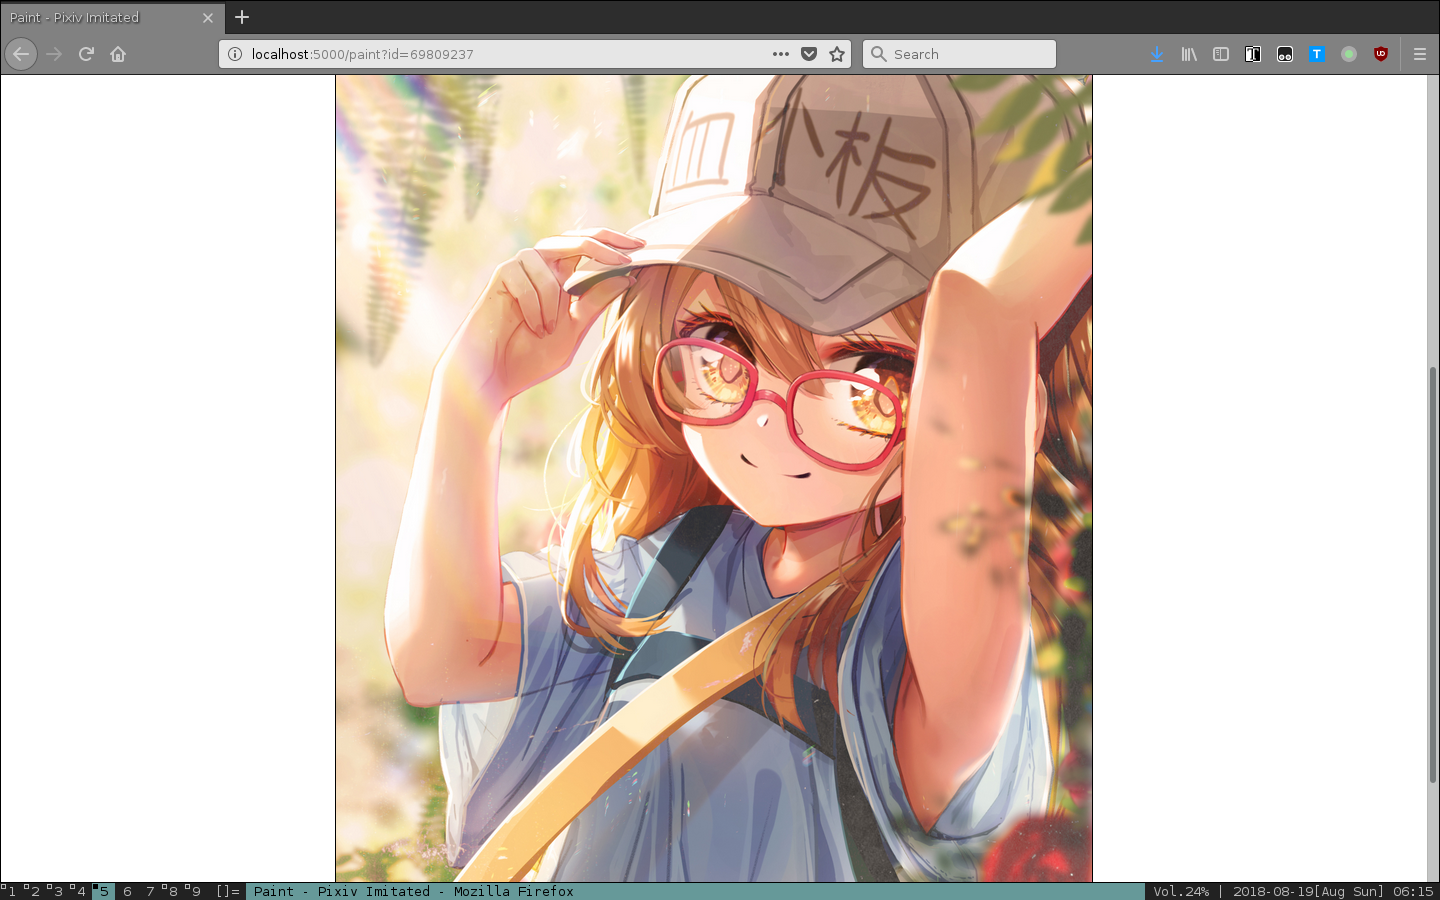 Paint - Pixiv Imitated
localhost:5000/paint?id=69809237
Search
血小板
1 2 3 4 5 6 7 8 9 []= Paint - Pixiv Imitated - Mozilla Firefox Vol.24% | 2018-08-19[Aug Sun] 06:15